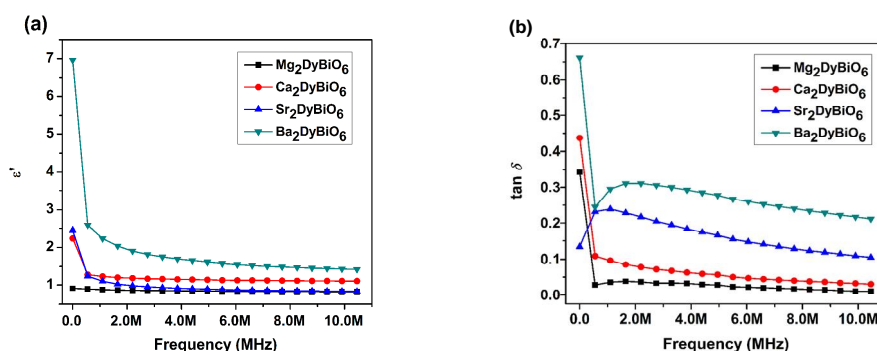 (a)
7
6
5
4
3
2
1
ε'
Mg2DyBiO6
Ca2DyBiO6
Sr2DyBiO6
Ba2DyBiO6
0.0 2.0M 4.0M 6.0M 8.0M 10.0M
Frequency (MHz)
(b)
0.7
0.6
0.5
0.4
0.3
0.2
0.1
0.0
tan δ
Mg2DyBiO6
Ca2DyBiO6
Sr2DyBiO6
Ba2DyBiO6
0.0 2.0M 4.0M 6.0M 8.0M 10.0M
Frequency (MHz)